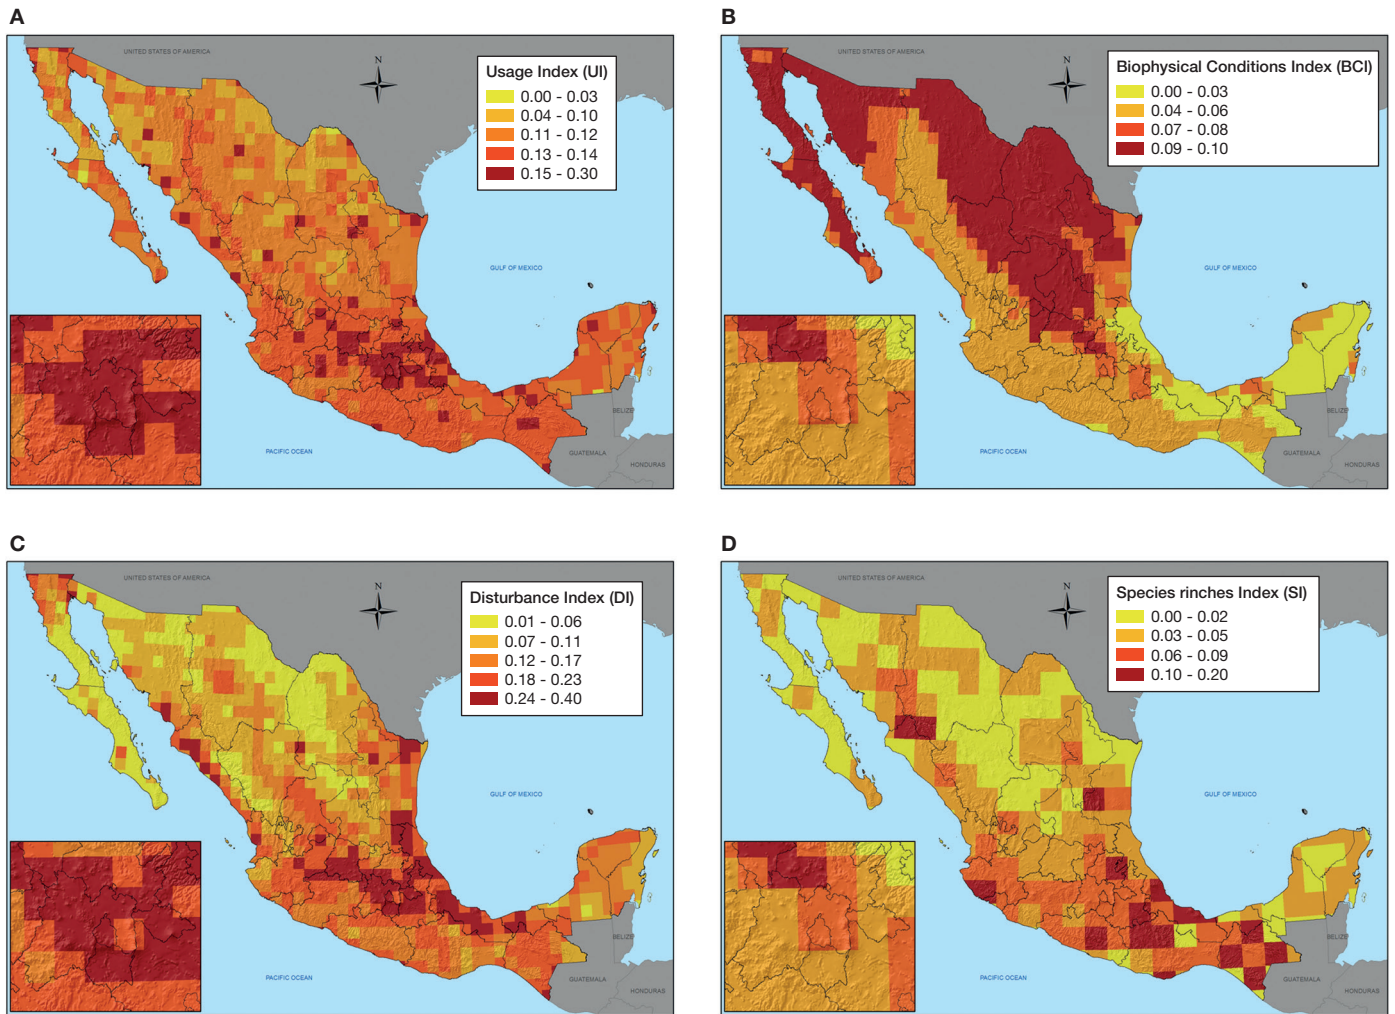 A
UNITED STATES OF AMERICA
N
Usage Index (UI)
0.00 - 0.03
0.04 - 0.10
0.11 - 0.12
0.13 - 0.14
0.15 - 0.30
GULF OF MEXICO
PACIFIC OCEAN
BELIZE
GUATEMALA
HONDURAS
B
UNITED STATES OF AMERICA
N
Biophysical Conditions Index (BCI)
0.00 - 0.03
0.04 - 0.06
0.07 - 0.08
0.09 - 0.10
GULF OF MEXICO
PACIFIC OCEAN
BELIZE
GUATEMALA
HONDURAS
C
UNITED STATES OF AMERICA
N
Disturbance Index (DI)
0.01 - 0.06
0.07 - 0.11
0.12 - 0.17
0.18 - 0.23
0.24 - 0.40
GULF OF MEXICO
PACIFIC OCEAN
BELIZE
GUATEMALA
HONDURAS
D
UNITED STATES OF AMERICA
N
Species rinches Index (SI)
0.00 - 0.02
0.03 - 0.05
0.06 - 0.09
0.10 - 0.20
GULF OF MEXICO
PACIFIC OCEAN
BELIZE
GUATEMALA
HONDURAS